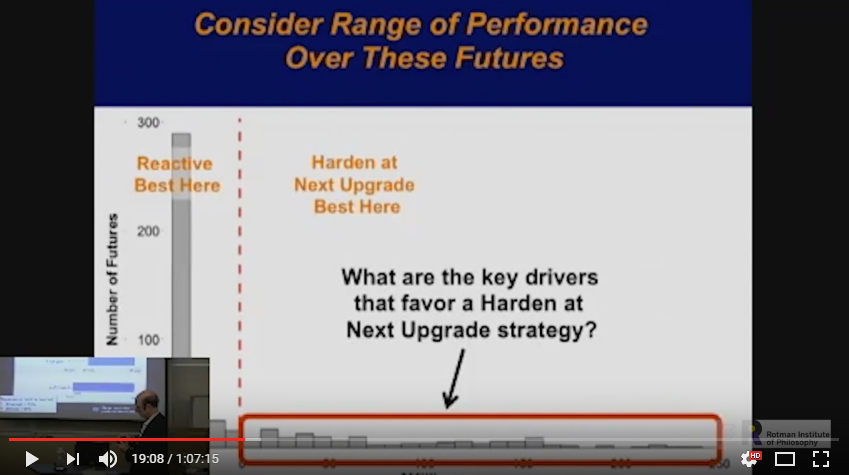 Consider Range of Performance
Over These Futures
300
Reactive
Best Here
Harden at
Next Upgrade
Best Here
200
Number of Futures
What are the key drivers
that favor a Harden at
Next Upgrade strategy?
100
Rotman Institute
of Philosophy
19:08 / 1:07:15
HD